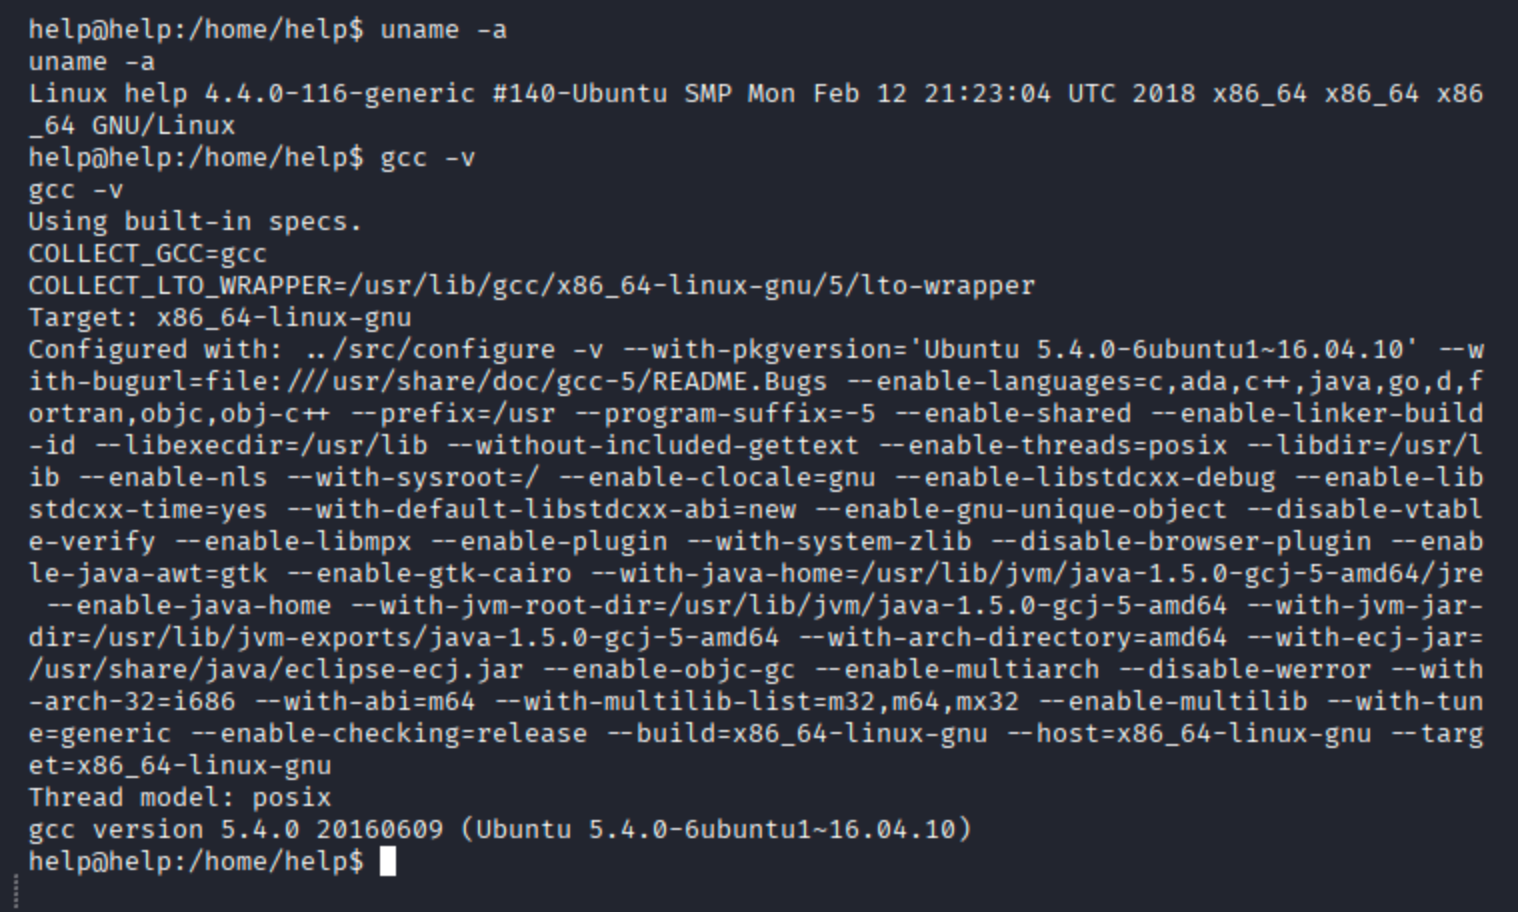 help@help:/home/help$ uname -a
uname -a
Linux help 4.4.0-116-generic #140-Ubuntu SMP Mon Feb 12 21:23:04 UTC 2018 x86_64 x86_64 x86
_64 GNU/Linux
help@help:/home/help$ gcc -v
gcc -v
Using built-in specs.
COLLECT_GCC=gcc
COLLECT_LTO_WRAPPER=/usr/lib/gcc/x86_64-linux-gnu/5/lto-wrapper
Target: x86_64-linux-gnu
Configured with: ../src/configure -v --with-pkgversion='Ubuntu 5.4.0-6ubuntu1~16.04.10' --w
ith-bugurl=file:///usr/share/doc/gcc-5/README.Bugs --enable-languages=c,ada,c++,java,go,d,f
ortran,objc,obj-c++ --prefix=/usr --program-suffix=-5 --enable-shared --enable-linker-build
-id --libexecdir=/usr/lib --without-included-gettext --enable-threads=posix --libdir=/usr/l
ib --enable-nls --with-sysroot=/ --enable-clocale=gnu --enable-libstdcxx-debug --enable-lib
stdcxx-time=yes --with-default-libstdcxx-abi=new --enable-gnu-unique-object --disable-vtabl
e-verify --enable-libmpx --enable-plugin --with-system-zlib --disable-browser-plugin --enab
le-java-awt=gtk --enable-gtk-cairo --with-java-home=/usr/lib/jvm/java-1.5.0-gcj-5-amd64/jre
 --enable-java-home --with-jvm-root-dir=/usr/lib/jvm/java-1.5.0-gcj-5-amd64 --with-jvm-jar-
dir=/usr/lib/jvm-exports/java-1.5.0-gcj-5-amd64 --with-arch-directory=amd64 --with-ecj-jar=
/usr/share/java/eclipse-ecj.jar --enable-objc-gc --enable-multiarch --disable-werror --with
-arch-32=i686 --with-abi=m64 --with-multilib-list=m32,m64,mx32 --enable-multilib --with-tun
e=generic --enable-checking=release --build=x86_64-linux-gnu --host=x86_64-linux-gnu --targ
et=x86_64-linux-gnu
Thread model: posix
gcc version 5.4.0 20160609 (Ubuntu 5.4.0-6ubuntu1~16.04.10)
help@help:/home/help$